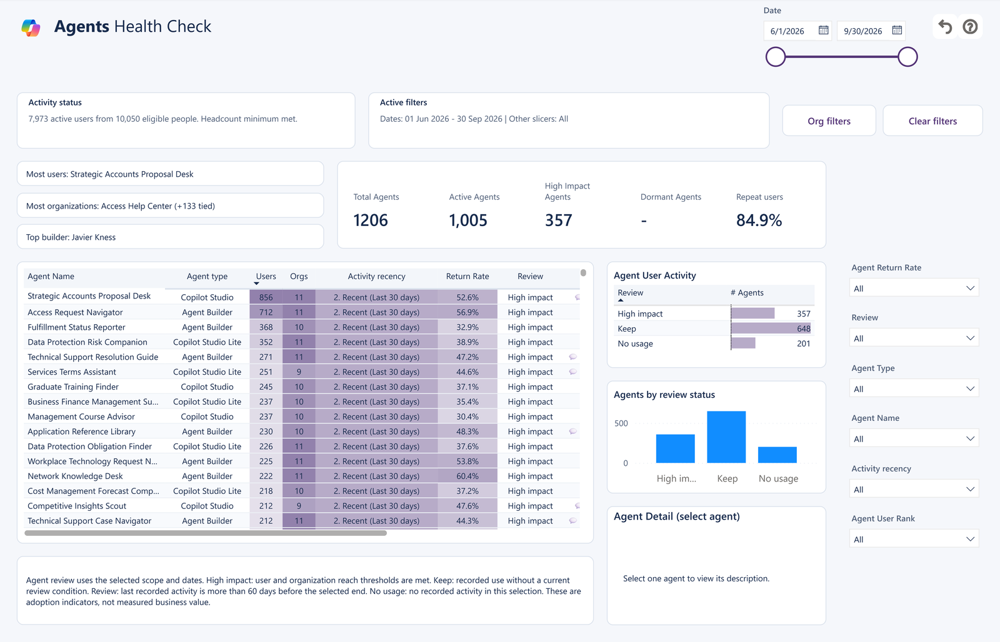 Agents Health Check
Date
6/1/2026
9/30/2026
Activity status
7,973 active users from 10,050 eligible people. Headcount minimum met.
Active filters
Dates: 01 Jun 2026 - 30 Sep 2026 | Other slicers: All
Org filters
Clear filters
Most users: Strategic Accounts Proposal Desk
Most organizations: Access Help Center (+133 tied)
Top builder: Javier Kness
Total Agents
1206
Active Agents
1,005
High Impact
Agents
357
Dormant Agents
-
Repeat users
84.9%
Agent Name Agent type Users Orgs Activity recency Return Rate Review
Strategic Accounts Proposal Desk Copilot Studio 856 11 2. Recent (Last 30 days) 52.6% High impact
Access Request Navigator Agent Builder 712 11 2. Recent (Last 30 days) 56.9% High impact
Fulfillment Status Reporter Agent Builder 368 10 2. Recent (Last 30 days) 32.9% High impact
Data Protection Risk Companion Copilot Studio Lite 352 11 2. Recent (Last 30 days) 38.9% High impact
Technical Support Resolution Guide Agent Builder 271 11 2. Recent (Last 30 days) 47.2% High impact
Services Terms Assistant Copilot Studio Lite 251 9 2. Recent (Last 30 days) 44.6% High impact
Graduate Training Finder Copilot Studio 245 10 2. Recent (Last 30 days) 37.1% High impact
Business Finance Management Su... Copilot Studio Lite 237 10 2. Recent (Last 30 days) 35.4% High impact
Management Course Advisor Copilot Studio 237 10 2. Recent (Last 30 days) 30.4% High impact
Application Reference Library Agent Builder 230 10 2. Recent (Last 30 days) 48.3% High impact
Data Protection Obligation Finder Copilot Studio Lite 226 11 2. Recent (Last 30 days) 37.6% High impact
Workplace Technology Request N... Agent Builder 225 11 2. Recent (Last 30 days) 53.8% High impact
Network Knowledge Desk Agent Builder 222 11 2. Recent (Last 30 days) 60.4% High impact
Cost Management Forecast Comp... Copilot Studio Lite 218 10 2. Recent (Last 30 days) 37.2% High impact
Competitive Insights Scout Copilot Studio 212 9 2. Recent (Last 30 days) 47.6% High impact
Technical Support Case Navigator Agent Builder 212 11 2. Recent (Last 30 days) 44.3% High impact
Agent User Activity
Review # Agents
High impact 357
Keep 648
No usage 201
Agents by review status
500
0
High im... Keep No usage
Agent Detail (select agent)
Select one agent to view its description.
Agent Return Rate
All
Review
All
Agent Type
All
Agent Name
All
Activity recency
All
Agent User Rank
All
Agent review uses the selected scope and dates. High impact: user and organization reach thresholds are met. Keep: recorded use without a current
review condition. Review: last recorded activity is more than 60 days before the selected end. No usage: no recorded activity in this selection. These are
adoption indicators, not measured business value.